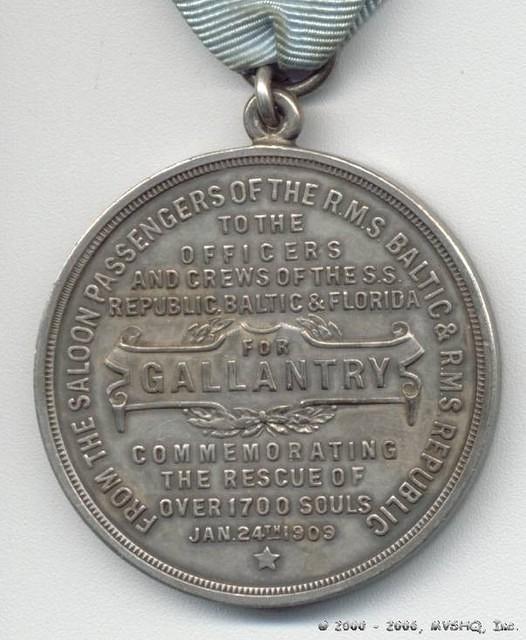 FROM THE SALOON PASSENGERS OF THE R.M.S. BALTIC & R.M.S. REPUBLIC
TO THE
OFFICERS
AND CREWS OF THE S.S.
REPUBLIC, BALTIC & FLORIDA
FOR
GALLANTRY
COMMEMORATING
THE RESCUE OF
OVER 1700 SOULS
JAN. 24TH 1909
© 2000 - 2006, MVSHQ, Inc.